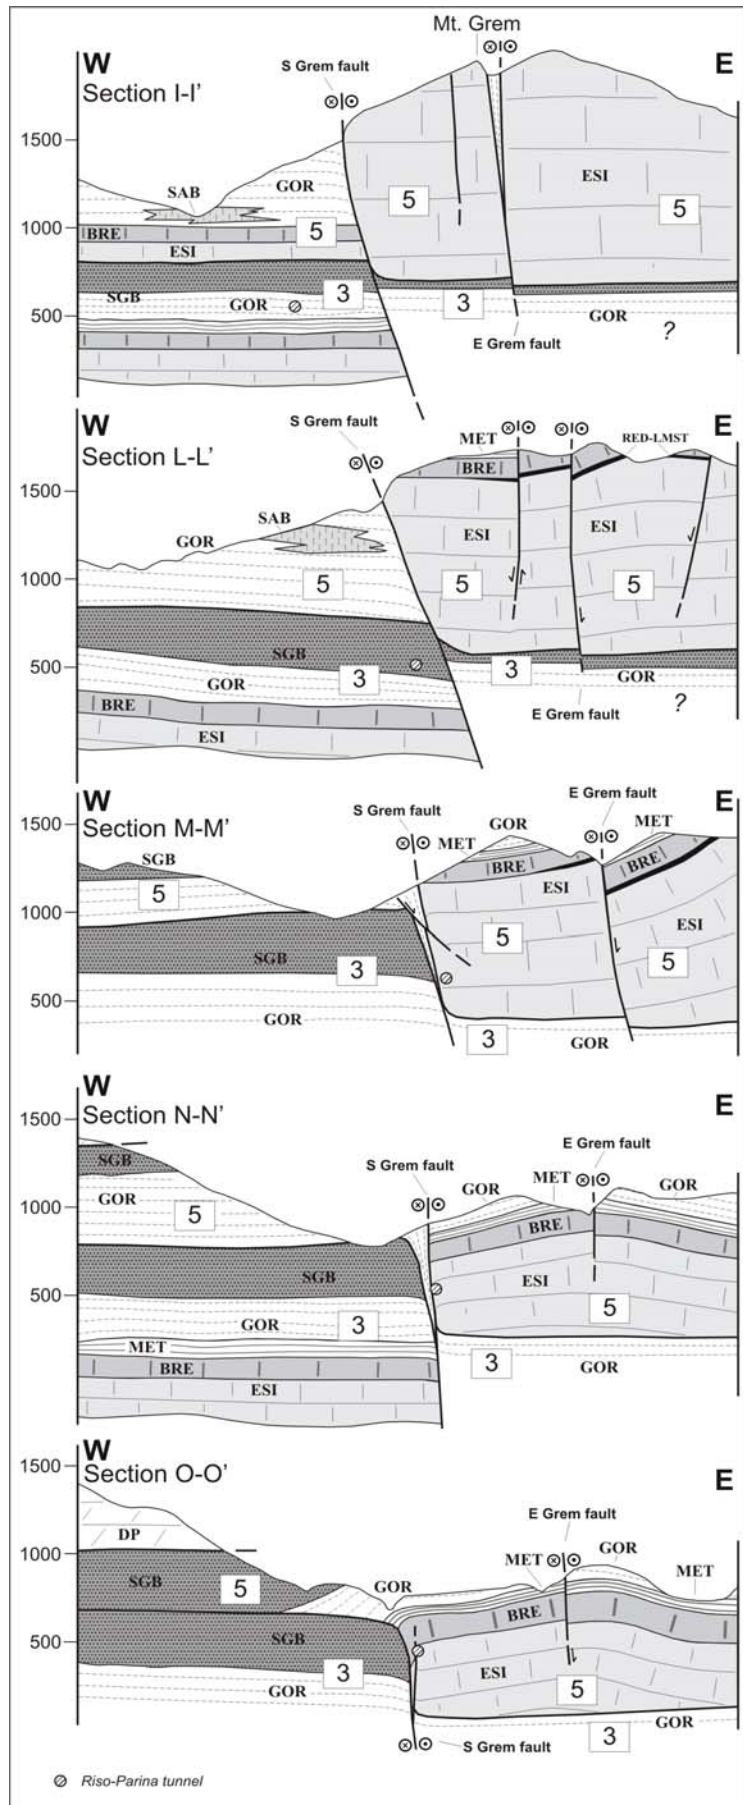 Mt. Grem
W
E
Section I-I’
S Grem fault
1500
1000
500
SAB
GOR
BRE
5
ESI
SGB
GOR
3
5
ESI
5
3
GOR
E Grem fault
?
W
E
Section L-L’
S Grem fault
1500
1000
500
MET
BRE
RED-LMST
GOR
SAB
5
ESI
5
ESI
5
SGB
3
GOR
3
GOR
BRE
ESI
E Grem fault
?
W
E
Section M-M’
S Grem fault
E Grem fault
1500
1000
500
SGB
5
GOR
MET
BRE
ESI
MET
BRE
ESI
5
5
SGB
3
GOR
3
GOR
W
E
Section N-N’
S Grem fault
E Grem fault
1500
1000
500
SGB
GOR
5
GOR
MET
GOR
BRE
ESI
5
SGB
GOR
3
MET
BRE
ESI
3
GOR
W
E
Section O-O’
E Grem fault
1500
1000
500
DP
SGB
5
GOR
MET
GOR
MET
BRE
SGB
3
GOR
ESI
5
GOR
3
S Grem fault
Riso-Parina tunnel